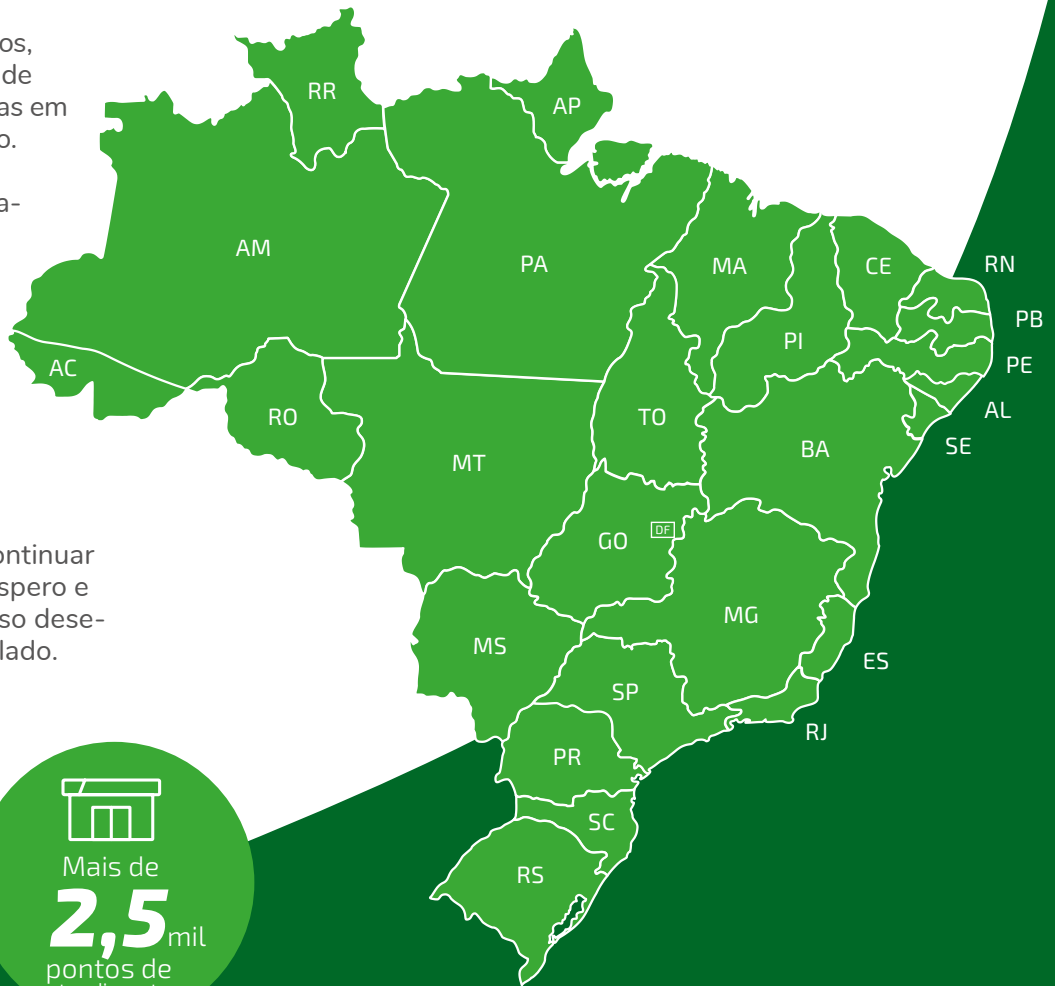 os,
de
as em
o.
a-
ontinuar
spero e
so dese-
lado.
RR
AP
AM
PA
MA
CE
RN
PB
PI
PE
AC
RO
TO
AL
MT
BA
SE
GO
DF
MG
MS
ES
SP
RJ
PR
SC
RS
Mais de
2,5 mil
pontos de